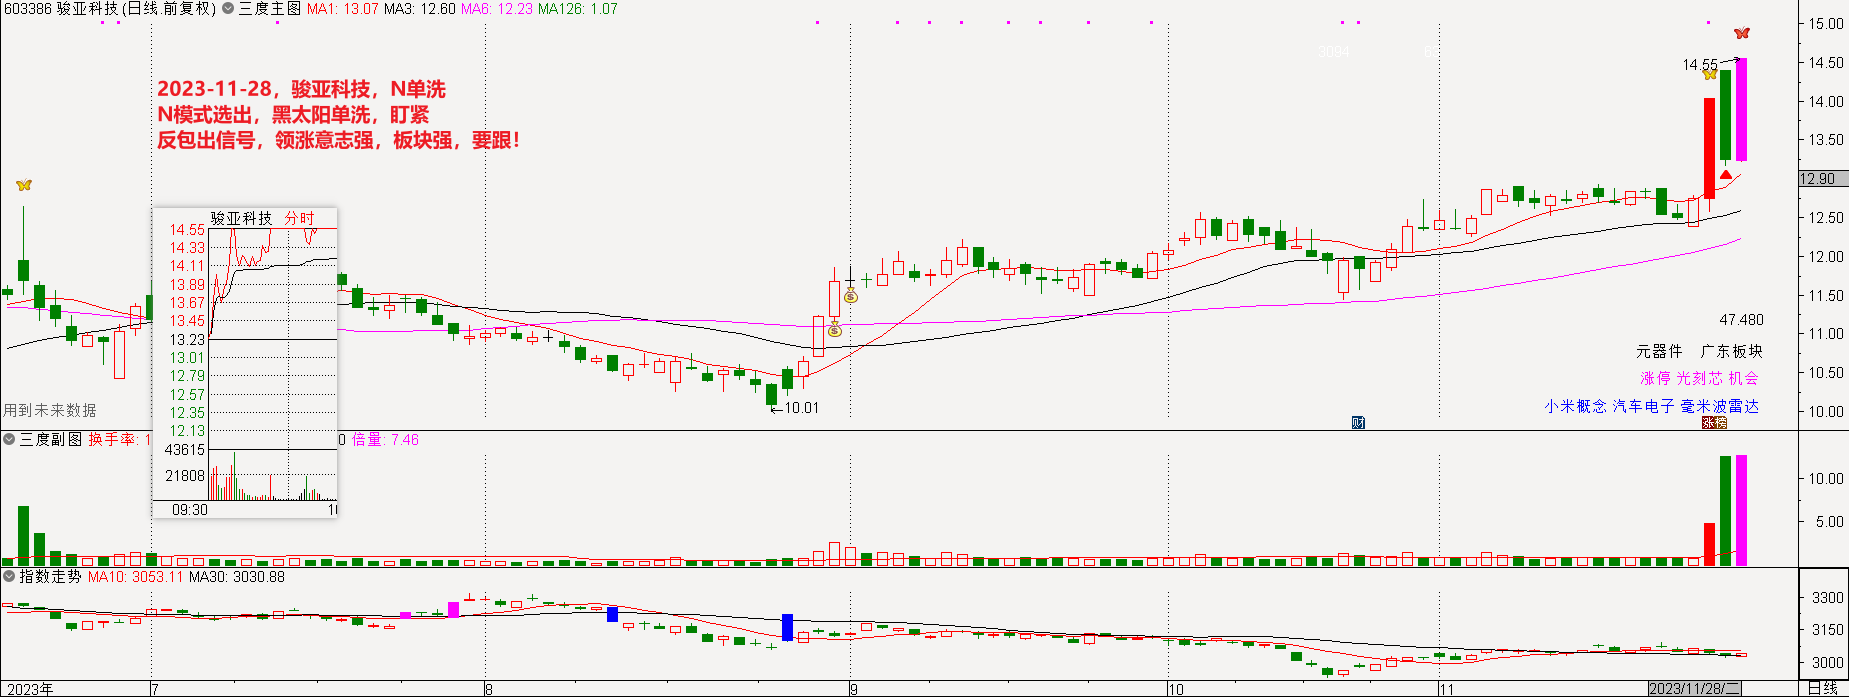 603386 骏亚科技(日线.前复权) 三度主图 MA1: 13.07 MA3: 12.60 MA6: 12.23 MA126: 1.07
15.00
14.50
14.00
13.50
12.90
12.50
12.00
11.50
11.00
10.50
10.00
3094
14.55
2023-11-28，骏亚科技，N单洗
N模式选出，黑太阳单洗，盯紧
反包出信号，领涨意志强，板块强，要跟！
骏亚科技 分时
14.55
14.33
14.11
13.89
13.67
13.45
13.23
13.01
12.79
12.57
12.35
12.13
43615
21808
09:30
10.01
47.480
元器件 广东板块
涨停 光刻芯 机会
小米概念 汽车电子 毫米波雷达
用到未来数据
财
涨榜
三度副图 换手率: 1
0 倍量: 7.46
10.00
5.00
指数走势 MA10: 3053.11 MA30: 3030.88
3300
3150
3000
2023年 7 8 9 10 11 2023/11/28/二 日线